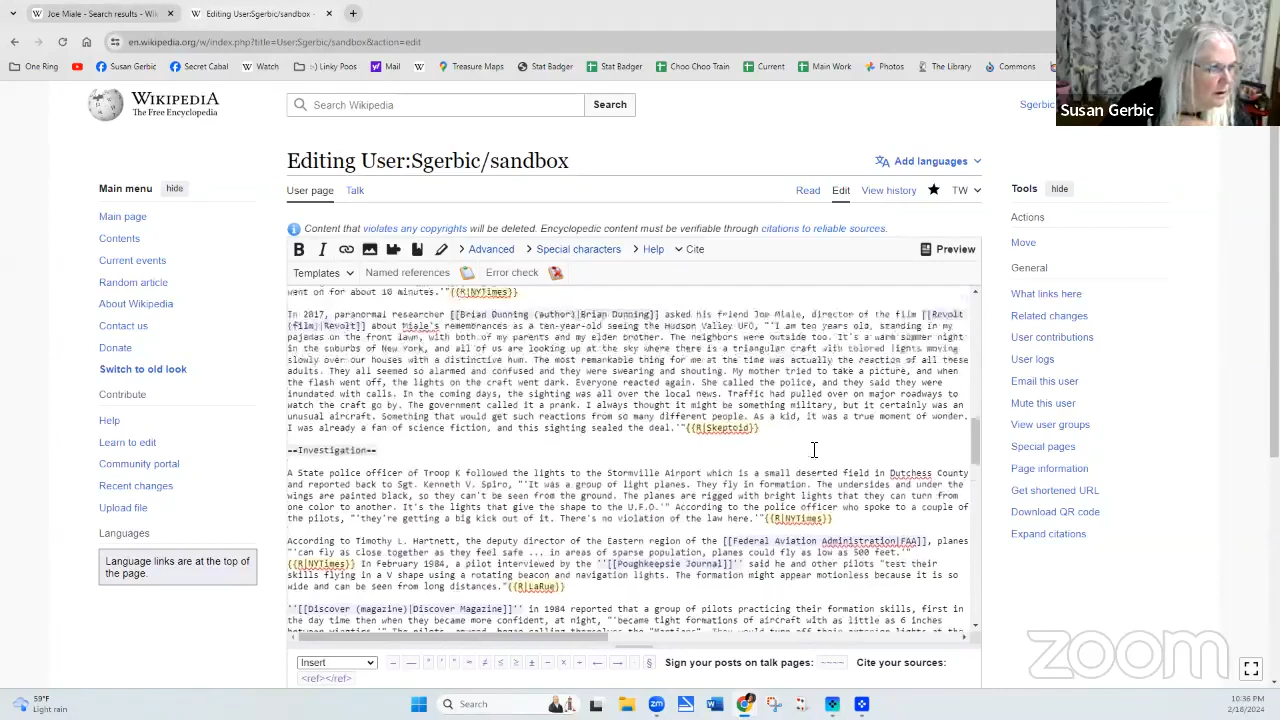 Joe Miale - Search results - Wi
Editing User:SGerbic/sandbox
en.wikipedia.org/w/index.php?title=User:Sgerbic/sandbox&action=edit
One Ring
Susan Gerbic
Secret Cabal
Watch
:-) Linky Poos
Mail
Treasure Maps
Stat Badger
Stat Badger
Choo Choo Train
Current
Main Work
Photos
The Library
Commons
WIKIPEDIA
The Free Encyclopedia
Search Wikipedia
Search
Sgerbic
Susan Gerbic
Editing User:Sgerbic/sandbox
Add languages
User page Talk
Read Edit View history TW
Main menu hide
Main page
Contents
Current events
Random article
About Wikipedia
Contact us
Donate
Switch to old look
Contribute
Help
Learn to edit
Community portal
Recent changes
Upload file
Languages
Language links are at the top of
the page.
Content that violates any copyrights will be deleted. Encyclopedic content must be verifiable through citations to reliable sources.
B I Advanced Special characters Help Cite Preview
Templates Named references Error check
went on for about 10 minutes.'"{{R|NYTimes}}
In 2017, paranormal researcher [[Brian Dunning (author)|Brian Dunning]] asked his friend Joe Miale, director of the film [[Revolt
(film)|Revolt]] about Miale's remembrances as a ten-year-old seeing the Hudson Valley UFO, "'I am ten years old, standing in my
pajamas on the front lawn, with both of my parents and my elder brother. The neighbors were outside too. It's a warm summer night
in the suburbs of New York, and all of us are looking up at the sky where there is a triangular craft with colored lights moving
slowly over the houses with a distinctive hum. The most remarkable thing for me at the time was actually the reaction of all these
adults. They all seemed so alarmed and confused and they were swearing and shouting. My mother tried to take a picture, and when
the flash went off, the lights on the craft went dark. Everyone reacted again. She called the police, and they said they were
inundated with calls. In the coming days, the sighting was all over the local news. Traffic had pulled over on major roadways to
watch the craft go by. The government called it a prank. I always thought it might be something military, but it certainly was an
unusual aircraft. Something that would get such reactions from so many different people. As a kid, it was a true moment of wonder.
I was already a fan of science fiction, and this sighting sealed the deal.'"{{R|Skeptoid}}
==Investigation==
A State police officer of Troop K followed the lights to the Stormville Airport which is a small deserted field in Dutchess County
and reported back to Sgt. Kenneth V. Spiro, "'It was a group of light planes. They fly in formation. The undersides and under the
wings are painted black, so they can't be seen from the ground. The planes are rigged with bright lights that they can turn from
one color to another. It's the lights that give the shape to the U.F.O.'" According to the police officer who spoke to a couple of
the pilots, "'they're getting a big kick out of it. There's no violation of the law here.'"{{R|NYTimes}}
According to Timothy L. Hartnett, the deputy director of the Eastern region of the [[Federal Aviation Administration|FAA]], planes
"'can fly as Close together as they feel safe ... in areas of sparse population, planes could fly as low as 500 feet.'"
{{R|NYTimes}} In February 1984, a pilot interviewed by the ''[[Poughkeepsie Journal]]'' said he and other pilots "test their
skills flying in a V shape using a rotating beacon and navigation lights. The formation might appear motionless because it is so
wide and can be seen from long distances."{{R|LaRue}}
''[[Discover (magazine)|Discover Magazine]]'' in 1984 reported that a group of pilots practicing their formation skills, first in
the day time then when they became more confident, at night, "'became tight formations of aircraft with as little as 6 inches
Insert
Sign your posts on talk pages: ~~~~ Cite your sources:
<ref></ref>
Tools hide
Actions
Move
General
What links here
Related changes
User contributions
User logs
Email this user
Mute this user
View user groups
Special pages
Page information
Get shortened URL
Download QR code
Expand citations
zoom
59°F
Light rain
Search
10:36 PM
2/18/2024